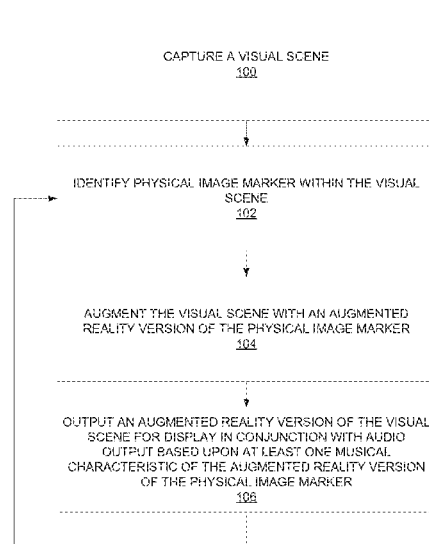 CAPTURE A VISUAL SCENE
100
IDENTIFY PHYSICAL IMAGE MARKER WITHIN THE VISUAL
SCENE
102
AUGMENT THE VISUAL SCENE WITH AN AUGMENTED
REALITY VERSION OF THE PHYSICAL IMAGE MARKER
104
OUTPUT AN AUGMENTED REALITY VERSION OF THE VISUAL
SCENE FOR DISPLAY IN CONJUNCTION WITH AUDIO
OUTPUT BASED UPON AT LEAST ONE MUSICAL
CHARACTERISTIC OF THE AUGMENTED REALITY VERSION
OF THE PHYSICAL IMAGE MARKER
106